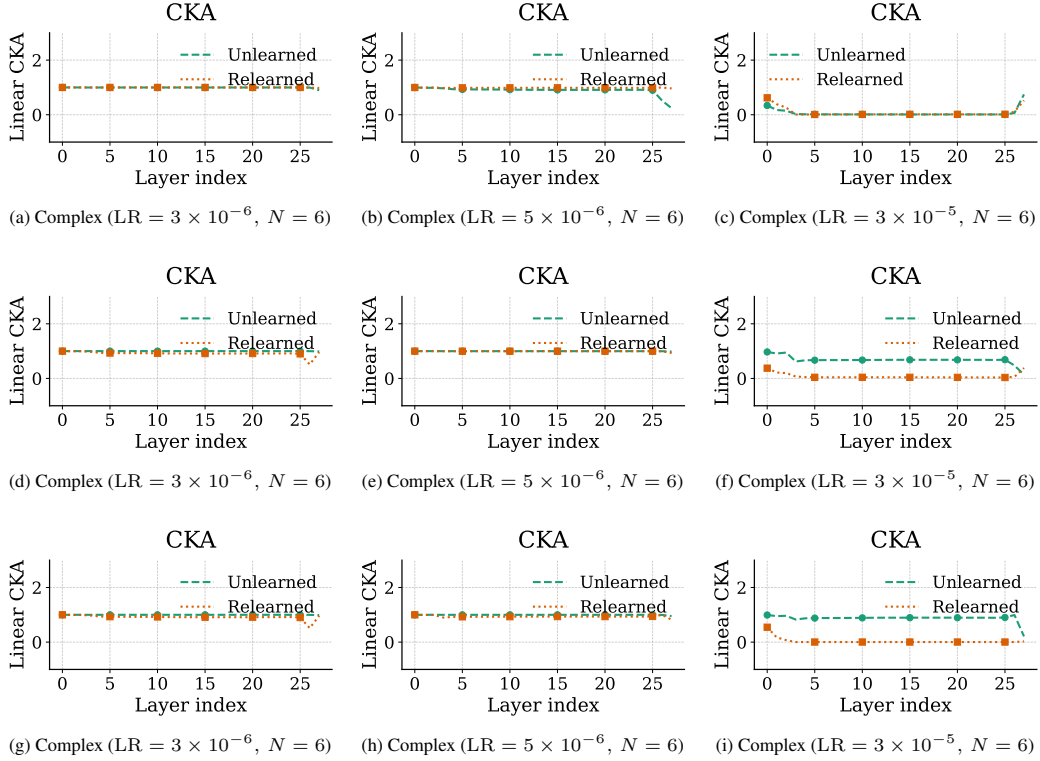 CKA CKA CKA
Linear CKA
2
0
Unlearned
Relearned
0 5 10 15 20 25
Layer index
Linear CKA
2
0
Unlearned
Relearned
0 5 10 15 20 25
Layer index
Linear CKA
2
0
Unlearned
Relearned
0 5 10 15 20 25
Layer index
(a) Complex (LR = 3 × 10⁻⁶, N = 6) (b) Complex (LR = 5 × 10⁻⁶, N = 6) (c) Complex (LR = 3 × 10⁻⁵, N = 6)
CKA CKA CKA
Linear CKA
2
0
Unlearned
Relearned
0 5 10 15 20 25
Layer index
Linear CKA
2
0
Unlearned
Relearned
0 5 10 15 20 25
Layer index
Linear CKA
2
0
Unlearned
Relearned
0 5 10 15 20 25
Layer index
(d) Complex (LR = 3 × 10⁻⁶, N = 6) (e) Complex (LR = 5 × 10⁻⁶, N = 6) (f) Complex (LR = 3 × 10⁻⁵, N = 6)
CKA CKA CKA
Linear CKA
2
0
Unlearned
Relearned
0 5 10 15 20 25
Layer index
Linear CKA
2
0
Unlearned
Relearned
0 5 10 15 20 25
Layer index
Linear CKA
2
0
Unlearned
Relearned
0 5 10 15 20 25
Layer index
(g) Complex (LR = 3 × 10⁻⁶, N = 6) (h) Complex (LR = 5 × 10⁻⁶, N = 6) (i) Complex (LR = 3 × 10⁻⁵, N = 6)